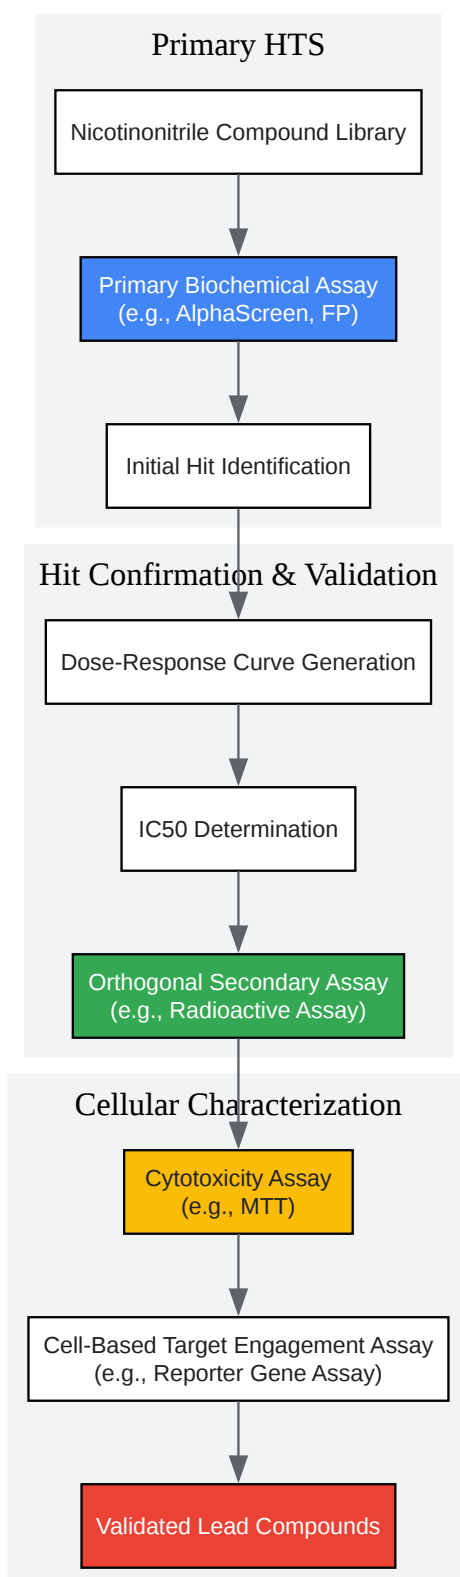 Primary HTS
Nicotinonitrile Compound Library
Primary Biochemical Assay
(e.g., AlphaScreen, FP)
Initial Hit Identification
Hit Confirmation & Validation
Dose-Response Curve Generation
IC50 Determination
Orthogonal Secondary Assay
(e.g., Radioactive Assay)
Cellular Characterization
Cytotoxicity Assay
(e.g., MTT)
Cell-Based Target Engagement Assay
(e.g., Reporter Gene Assay)
Validated Lead Compounds